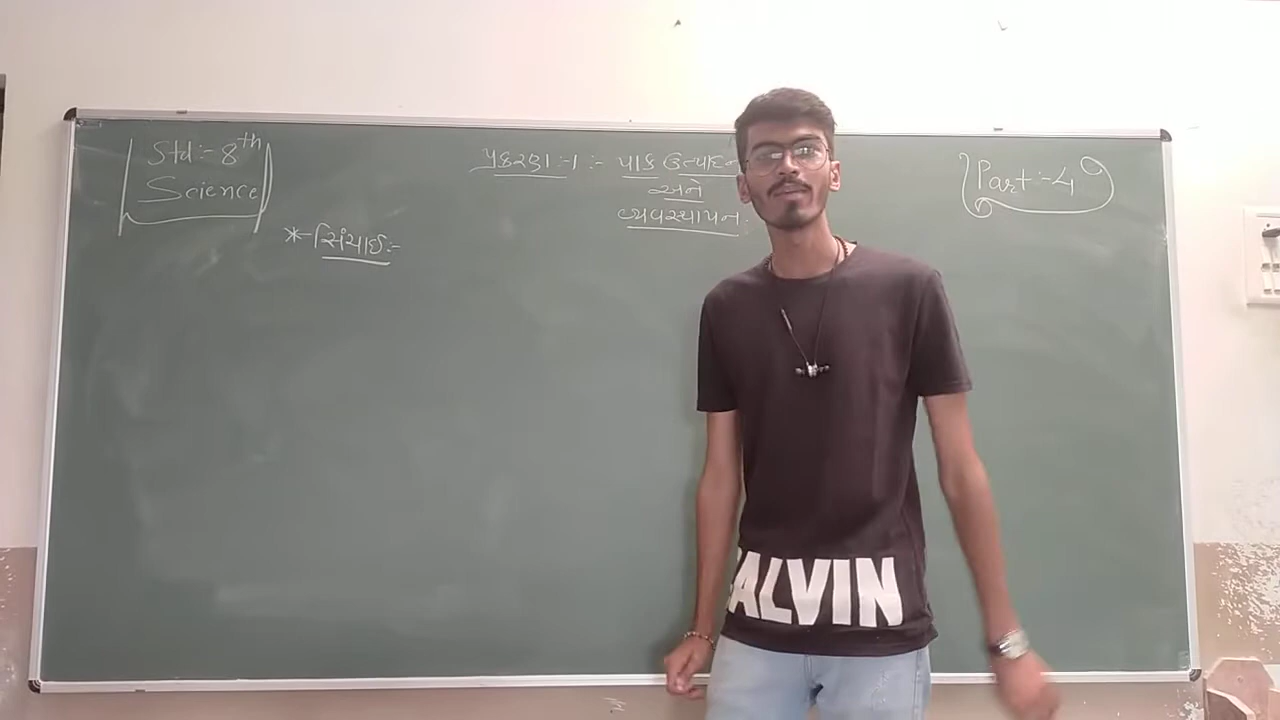 Std:- 8th
Science
પ્રકરણ :-1 :- પાક ઉત્પાદન
અને
વ્યવસ્થાપન:
Part:-4
*-સિંચાઈ:-
ALVIN